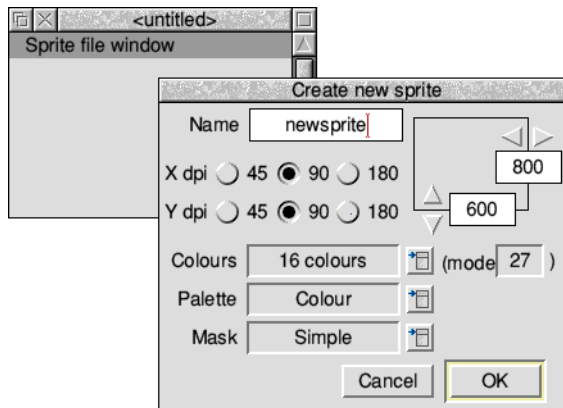 <untitled>
Sprite file window
Create new sprite
Name newsprite
X dpi 45 90 180
800
Y dpi 45 90 180
600
Colours 16 colours (mode 27 )
Palette Colour
Mask Simple
Cancel OK